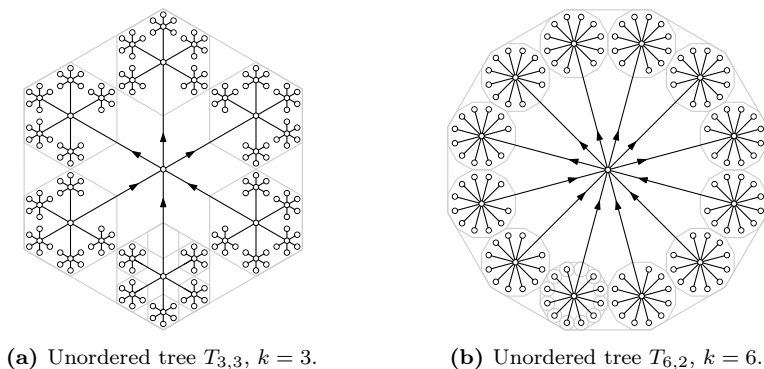 (a) Unordered tree T₃,₃, k = 3.
(b) Unordered tree T₆,₂, k = 6.